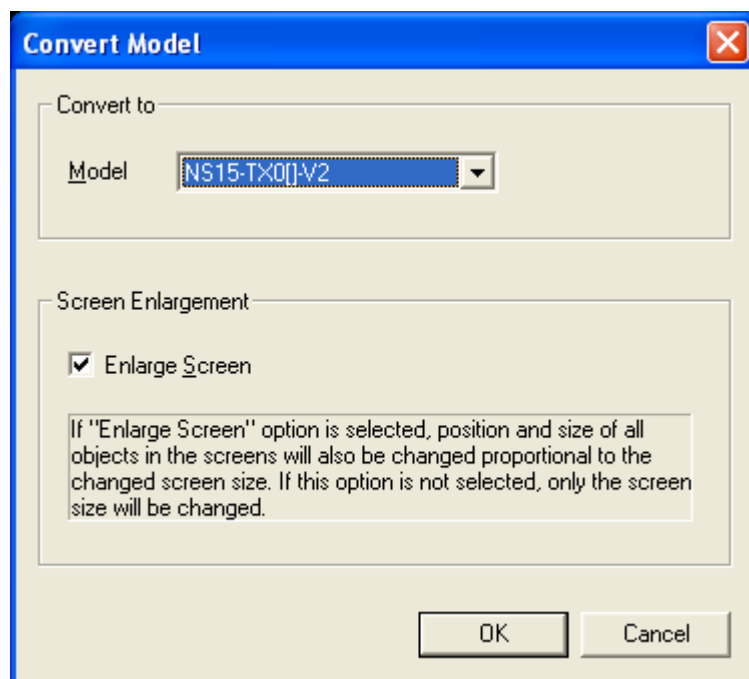 Convert Model
Convert to
Model NS15-TX0[]-V2
Screen Enlargement
Enlarge Screen
If "Enlarge Screen" option is selected, position and size of all
objects in the screens will also be changed proportional to the
changed screen size. If this option is not selected, only the screen
size will be changed.
OK Cancel